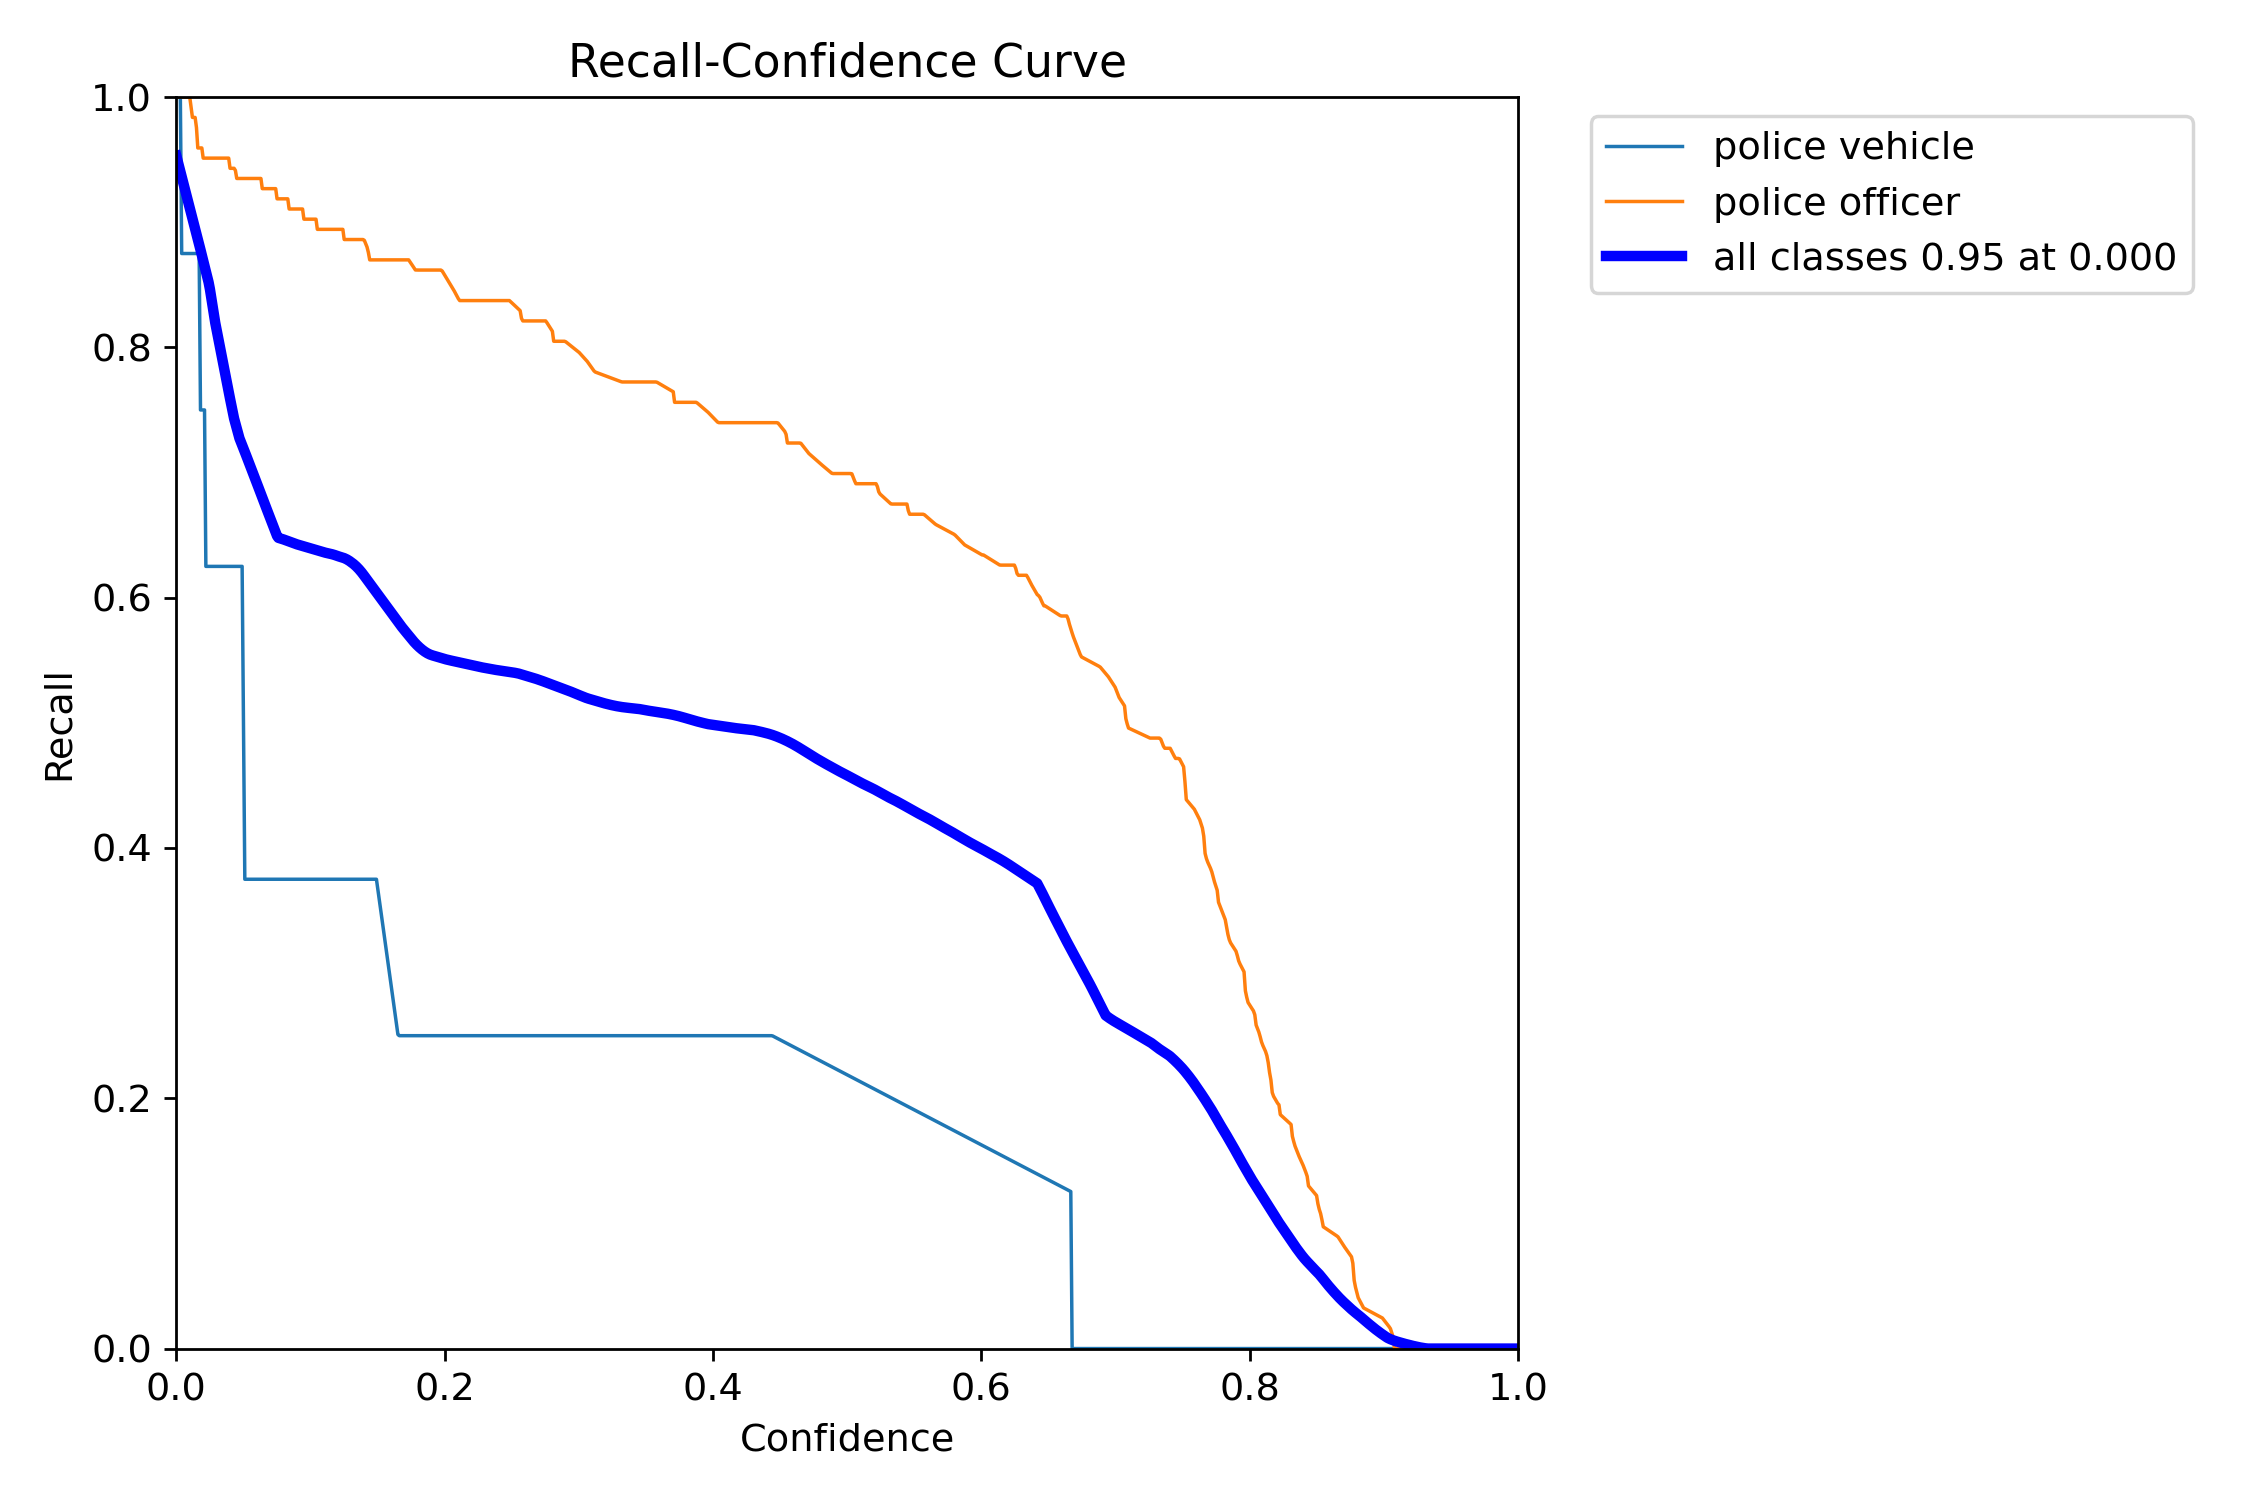 Recall-Confidence Curve
1.0
0.8
0.6
0.4
0.2
0.0
Recall
0.0 0.2 0.4 0.6 0.8 1.0
Confidence
police vehicle
police officer
all classes 0.95 at 0.000